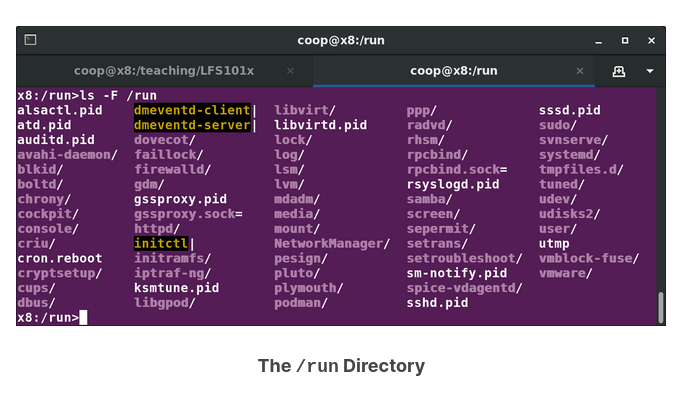 coop@x8:/run
coop@x8:/teaching/LFS101x × coop@x8:/run ×
x8:/run>ls -F /run
alsactl.pid dmeventd-client| libvirt/ ppp/ sssd.pid
atd.pid dmeventd-server| libvirtd.pid radvd/ sudo/
auditd.pid dovecot/ lock/ rhsm/ svnserve/
avahi-daemon/ faillock/ log/ rpcbind/ systemd/
blkid/ firewalld/ lsm/ rpcbind.sock= tmpfiles.d/
boltd/ gdm/ lvm/ rsyslogd.pid tuned/
chrony/ gssproxy.pid mdadm/ samba/ udev/
cockpit/ gssproxy.sock= media/ screen/ udisks2/
console/ httpd/ mount/ sepermit/ user/
criu/ initctl| NetworkManager/ setrans/ utmp
cron.reboot initramfs/ pesign/ setroubleshoot/ vmblock-fuse/
cryptsetup/ iptraf-ng/ pluto/ sm-notify.pid vmware/
cups/ ksmtune.pid plymouth/ spice-vdagentd/
dbus/ libgpod/ podman/ sshd.pid
x8:/run>
The /run Directory